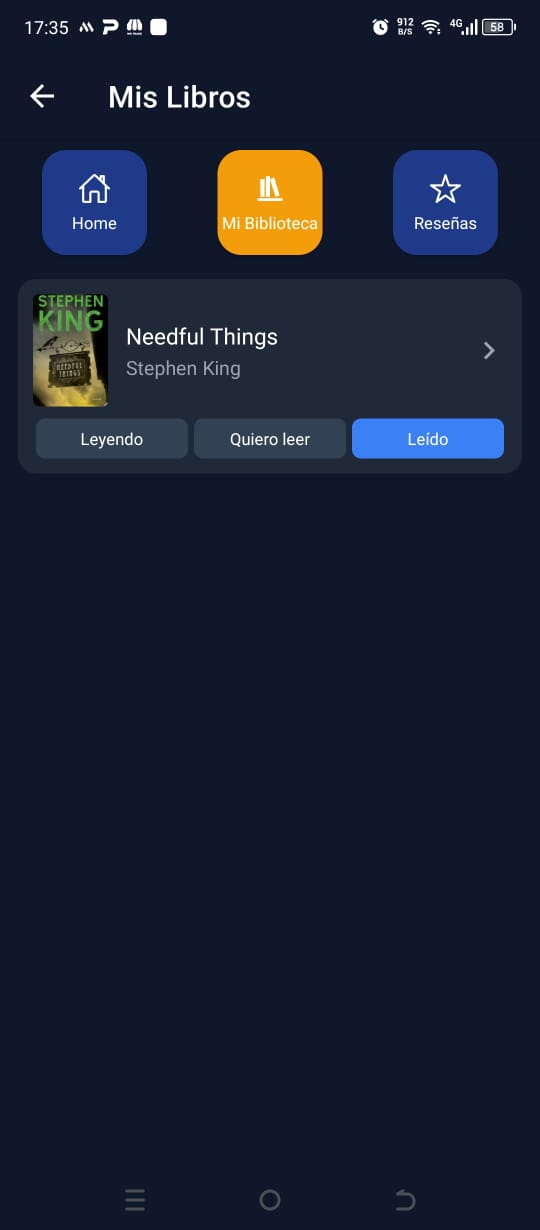 17:35
912
B/S
4G
58
Mis Libros
Home
Mi Biblioteca
Reseñas
STEPHEN
KING
NEEDFUL
THINGS
Needful Things
Stephen King
Leyendo
Quiero leer
Leído